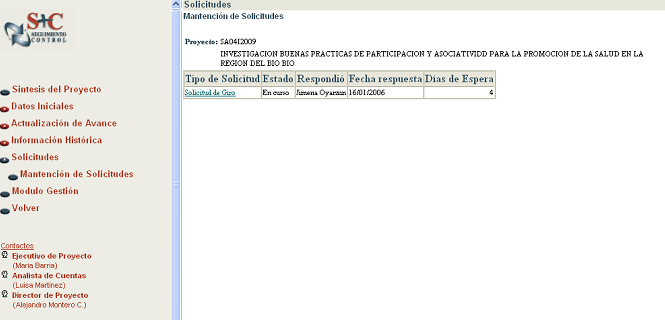 S+C
SEGUIMIENTO
CONTROL
Sintesis del Proyecto
Datos Iniciales
Actualización de Avance
Información Histórica
Solicitudes
Mantención de Solicitudes
Modulo Gestión
Volver
Contactos
Ejecutivo de Proyecto
(Maria Barria)
Analista de Cuentas
(Luisa Martinez)
Director de Proyecto
(Alejandro Montero C.)
Solicitudes
Mantención de Solicitudes
Proyecto: SA04I2009
INVESTIGACION BUENAS PRACTICAS DE PARTICIPACION Y ASOCIATIVIDD PARA LA PROMOCION DE LA SALUD EN LA
REGION DEL BIO BIO
Tipo de Solicitud Estado Respondió Fecha respuesta Dias de Espera
Solicitud de Giro En curso Jimena Oyarzun 16/01/2006 4